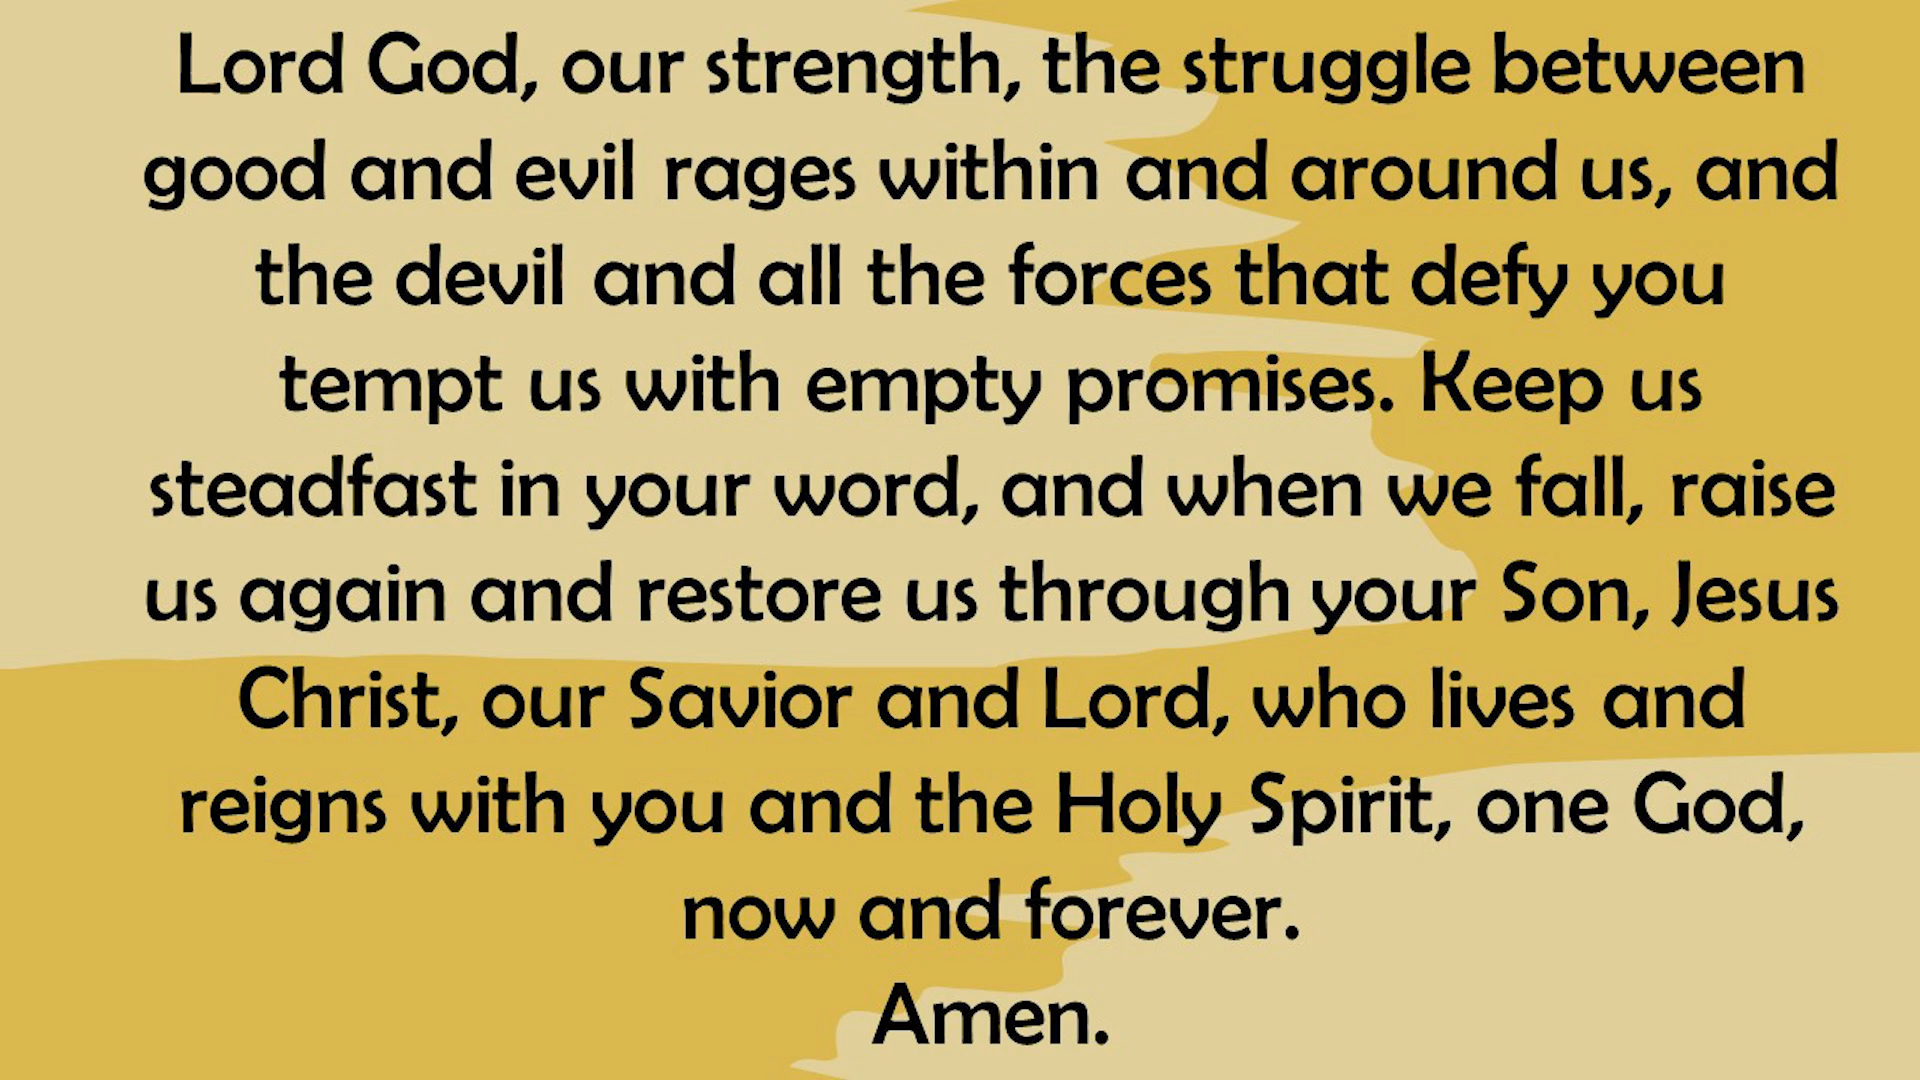 Lord God, our strength, the struggle between
good and evil rages within and around us, and
the devil and all the forces that defy you
tempt us with empty promises. Keep us
steadfast in your word, and when we fall, raise
us again and restore us through your Son, Jesus
Christ, our Savior and Lord, who lives and
reigns with you and the Holy Spirit, one God,
now and forever.
Amen.